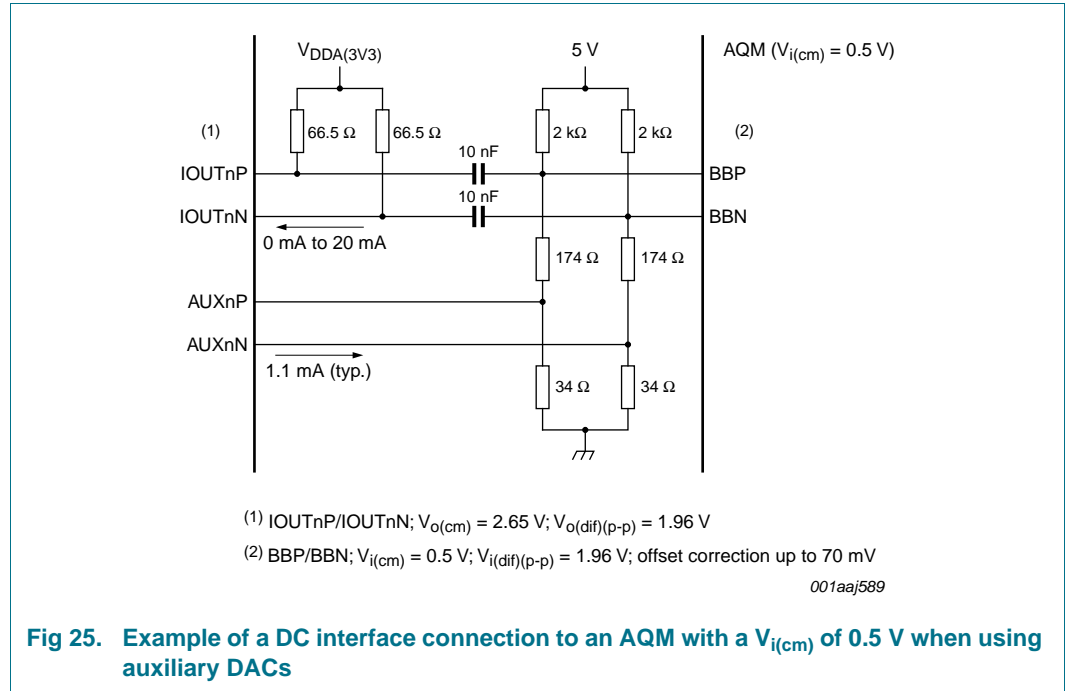 V_DDA(3V3) 5 V AQM (V_i(cm) = 0.5 V)
66.5 Ω 66.5 Ω 2 kΩ 2 kΩ
(1) (2)
10 nF
IOUTnP BBP
10 nF
IOUTnN BBN
0 mA to 20 mA
174 Ω 174 Ω
AUXnP
AUXnN
1.1 mA (typ.)
34 Ω 34 Ω
(1) IOUTnP/IOUTnN; V_o(cm) = 2.65 V; V_o(dif)(p-p) = 1.96 V
(2) BBP/BBN; V_i(cm) = 0.5 V; V_i(dif)(p-p) = 1.96 V; offset correction up to 70 mV
001aaj589
Fig 25. Example of a DC interface connection to an AQM with a V_i(cm) of 0.5 V when using
auxiliary DACs